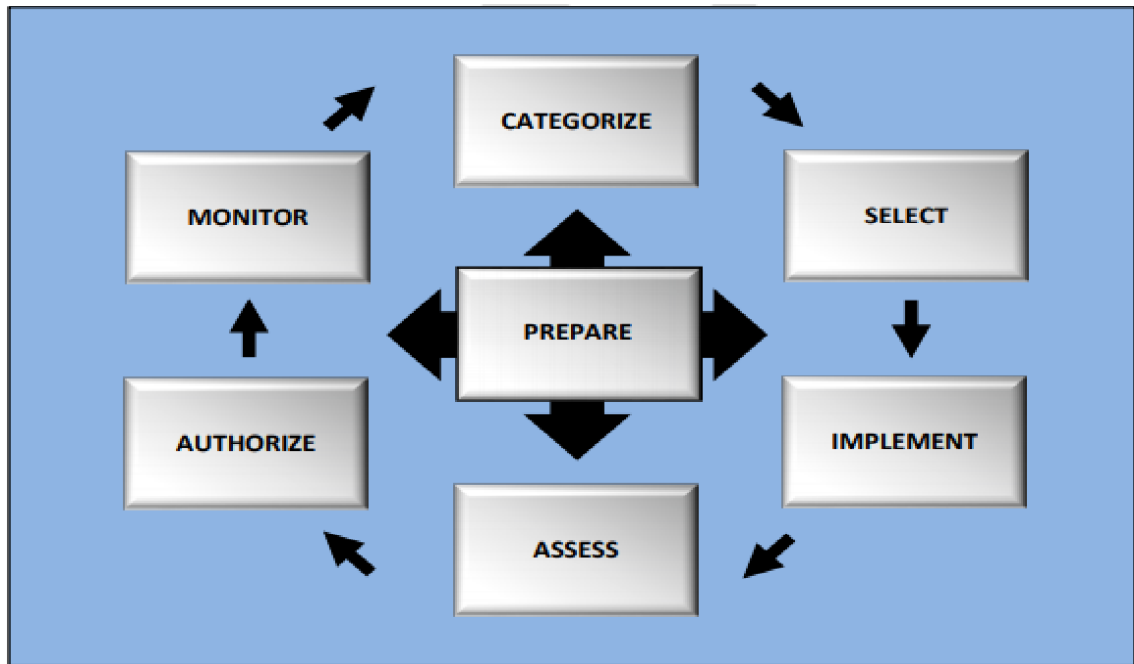 CATEGORIZE
MONITOR
SELECT
PREPARE
AUTHORIZE
IMPLEMENT
ASSESS